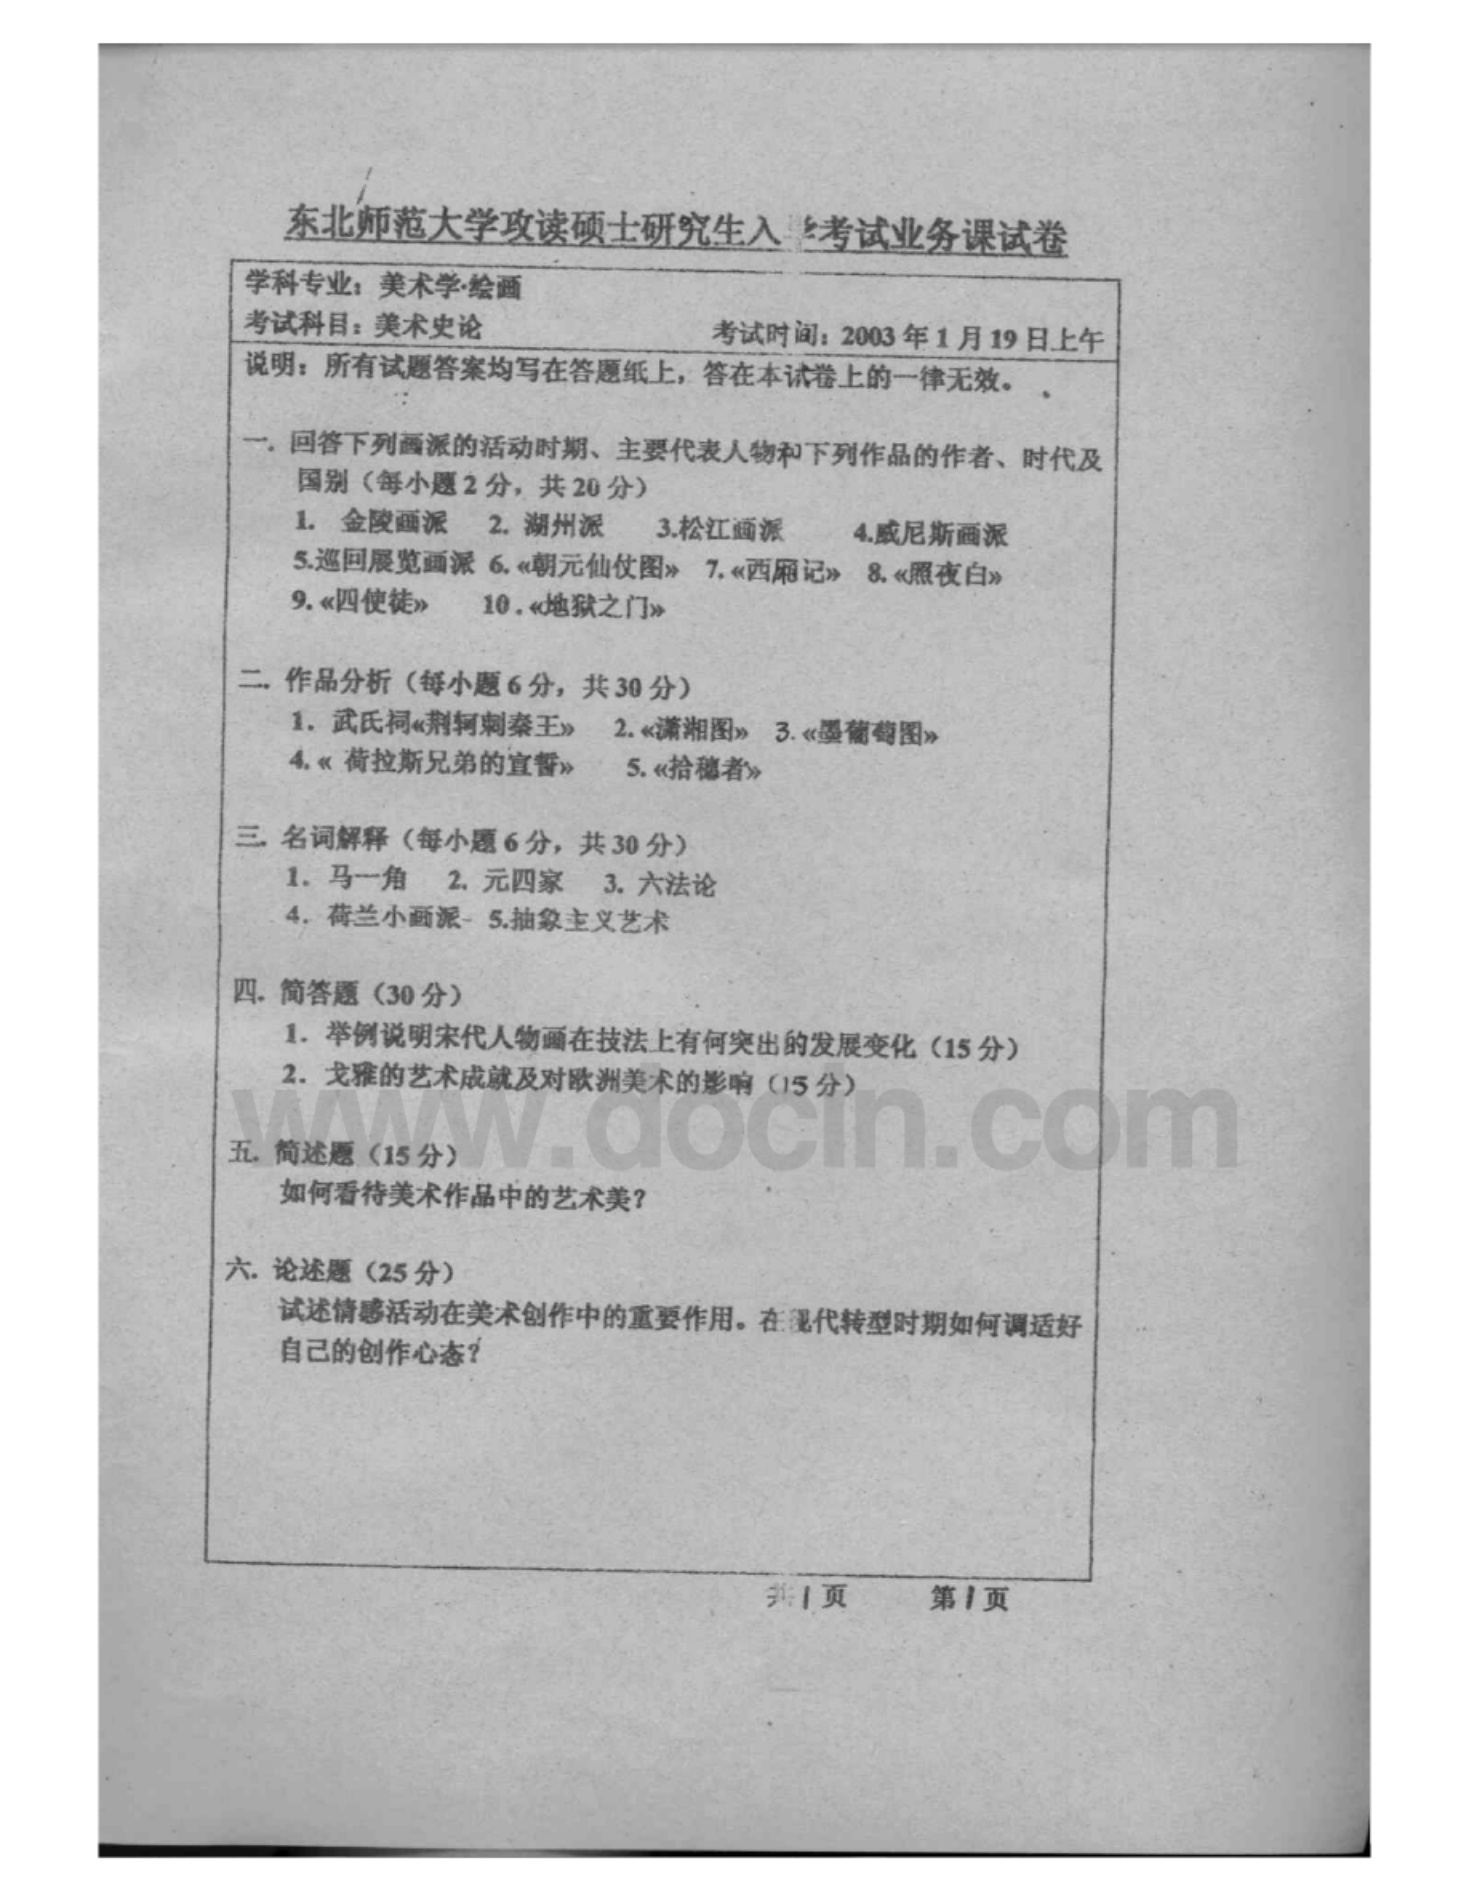 东北师范大学攻读硕士研究生入学考试业务课试卷
学科专业：美术学·绘画
考试科目：美术史论 考试时间：2003年1月19日上午
说明：所有试题答案均写在答题纸上，答在本试卷上的一律无效。
一. 回答下列画派的活动时期、主要代表人物和下列作品的作者、时代及
国别（每小题2分，共20分）
1. 金陵画派 2. 湖州派 3.松江画派 4.威尼斯画派
5.巡回展览画派 6.《朝元仙仗图》 7.《西厢记》 8.《照夜白》
9.《四使徒》 10.《地狱之门》
二. 作品分析（每小题6分，共30分）
1. 武氏祠《荆轲刺秦王》 2.《潇湘图》 3.《墨葡萄图》
4.《 荷拉斯兄弟的宣誓》 5.《拾穗者》
三. 名词解释（每小题6分，共30分）
1. 马一角 2. 元四家 3. 六法论
4. 荷兰小画派 5.抽象主义艺术
四. 简答题（30分）
1. 举例说明宋代人物画在技法上有何突出的发展变化（15分）
2. 戈雅的艺术成就及对欧洲美术的影响（15分）
www.docin.com
五. 简述题（15分）
如何看待美术作品中的艺术美？
六. 论述题（25分）
试述情感活动在美术创作中的重要作用。在现代转型时期如何调适好
自己的创作心态？
共1页 第1页